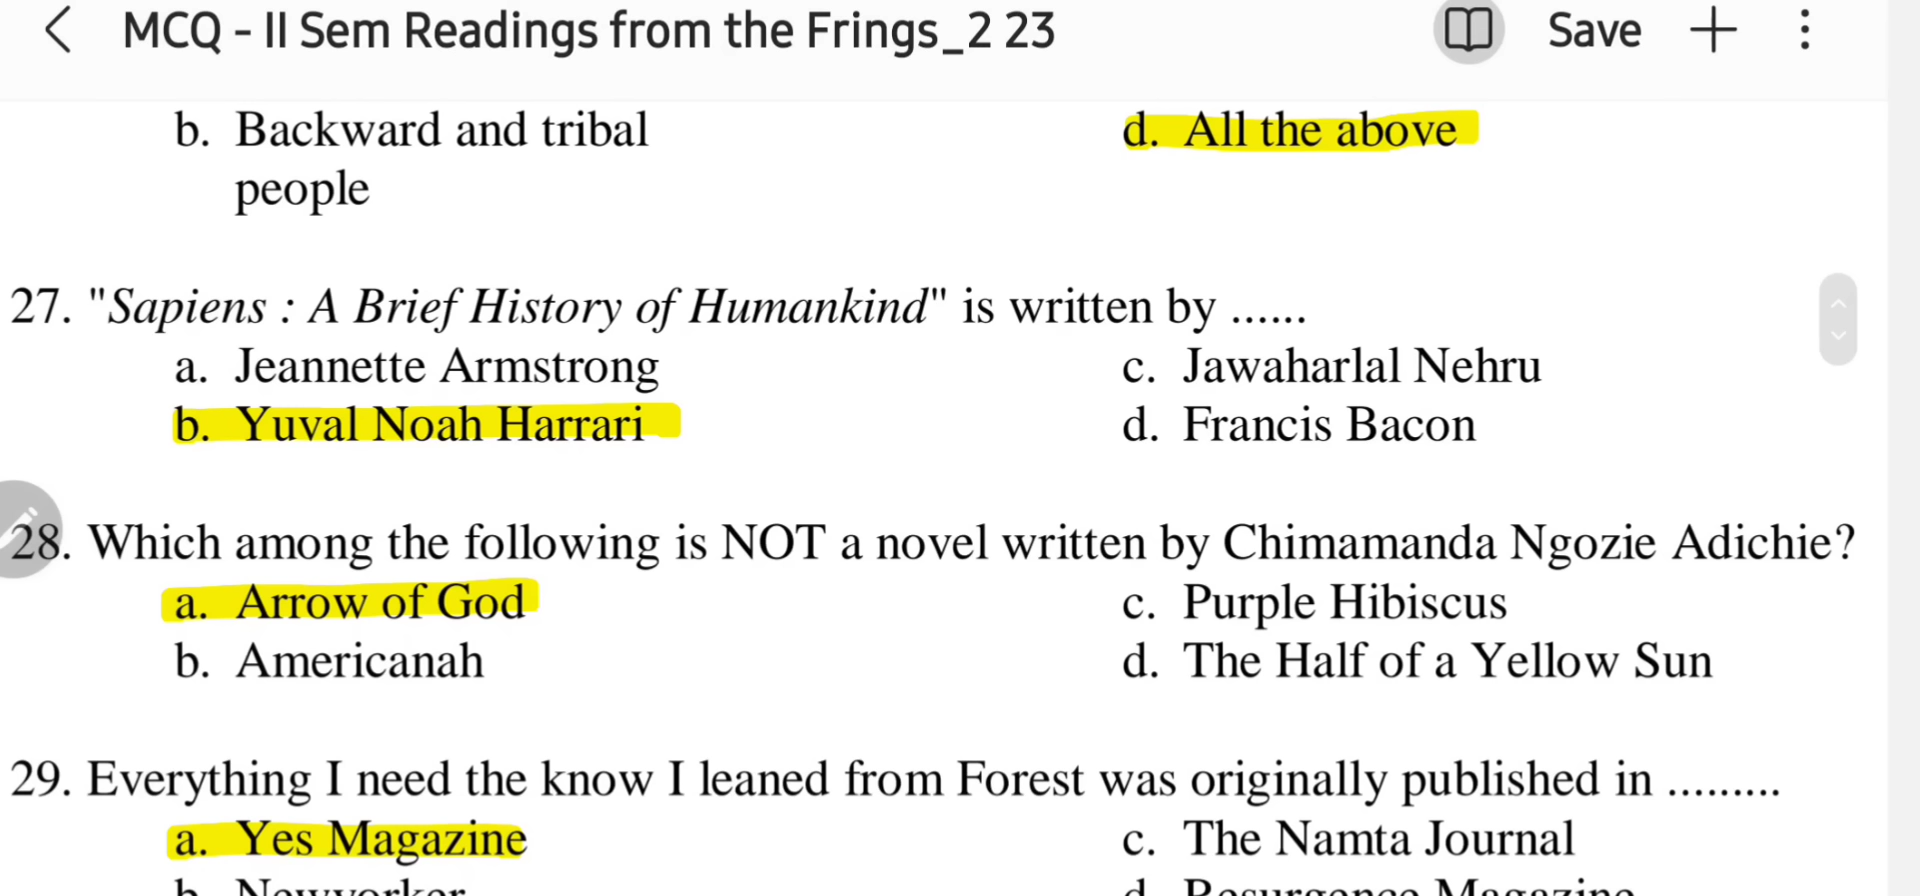 MCQ - II Sem Readings from the Frings_2 23
Save
b. Backward and tribal people
d. All the above
27. "Sapiens : A Brief History of Humankind" is written by ......
a. Jeannette Armstrong
c. Jawaharlal Nehru
b. Yuval Noah Harrari
d. Francis Bacon
28. Which among the following is NOT a novel written by Chimamanda Ngozie Adichie?
a. Arrow of God
c. Purple Hibiscus
b. Americanah
d. The Half of a Yellow Sun
29. Everything I need the know I leaned from Forest was originally published in .........
a. Yes Magazine
c. The Namta Journal
b. Newyorker
d. Resurgence Magazine